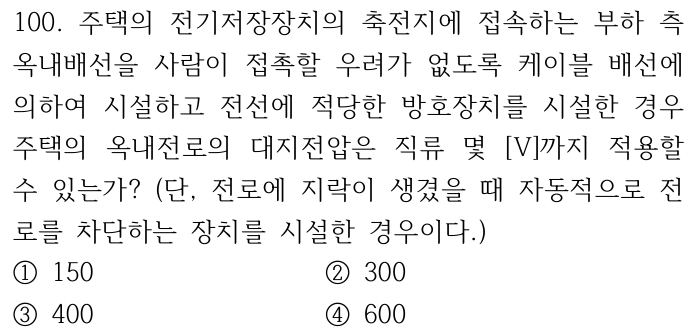 100. 주택의 전기저장장치의 축전지에 접속하는 부하 측
옥내배선을 사람이 접촉할 우려가 없도록 케이블 배선에
의하여 시설하고 전선에 적당한 방호장치를 시설한 경우
주택의 옥내전로의 대지전압은 직류 몇 [V]까지 적용할
수 있는가? (단, 전로에 지락이 생겼을 때 자동적으로 전
로를 차단하는 장치를 시설한 경우이다.)
① 150 ② 300
③ 400 ④ 600